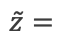 z̃ =